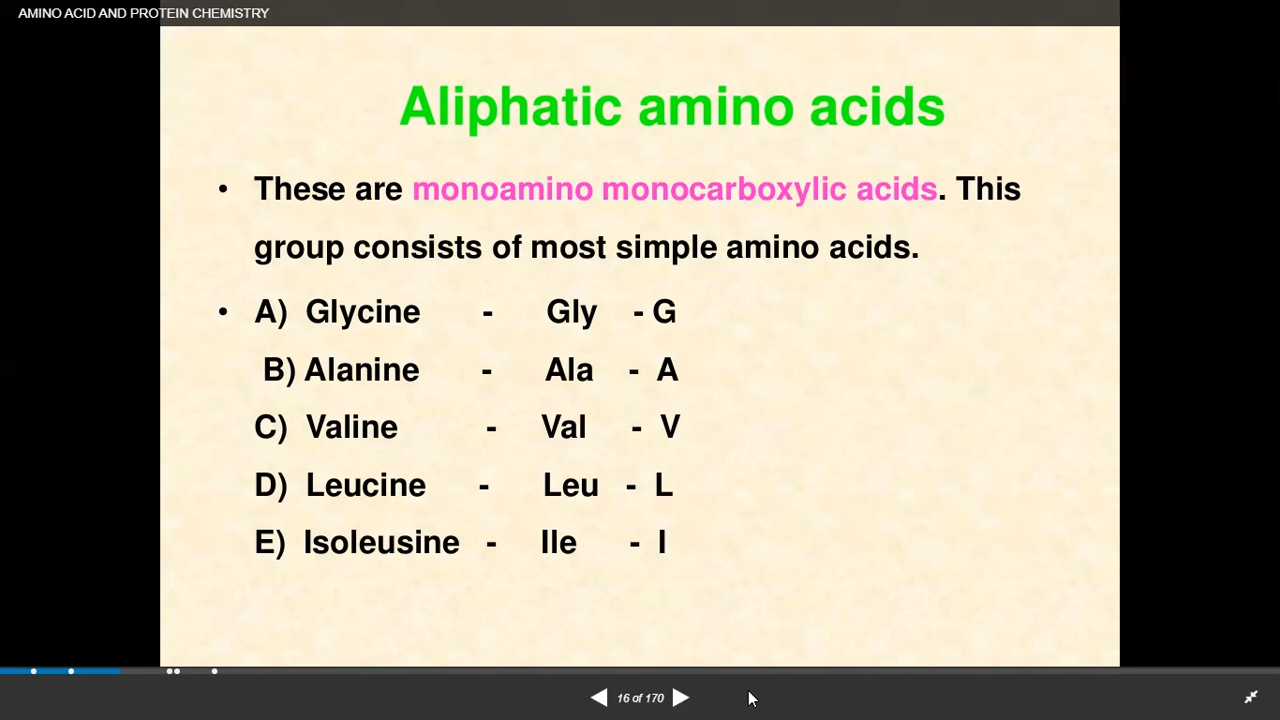 AMINO ACID AND PROTEIN CHEMISTRY
Aliphatic amino acids
• These are monoamino monocarboxylic acids. This
group consists of most simple amino acids.
• A) Glycine - Gly - G
B) Alanine - Ala - A
C) Valine - Val - V
D) Leucine - Leu - L
E) Isoleusine - Ile - I
16 of 170